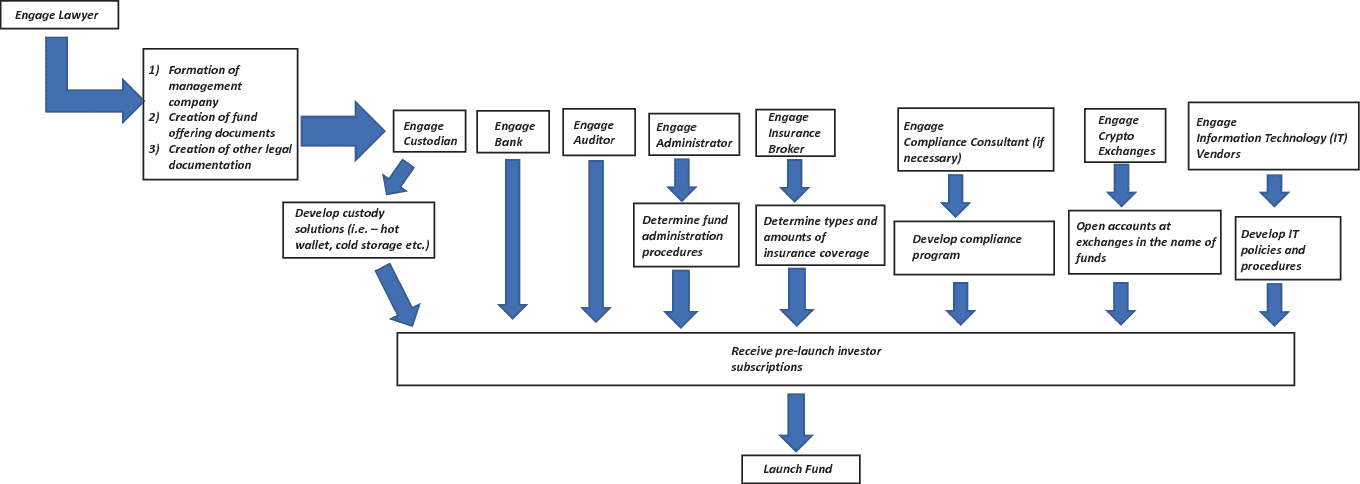 Engage Lawyer
1) Formation of
management
company
2) Creation of fund
offering documents
3) Creation of other legal
documentation
Engage
Custodian
Engage
Bank
Engage
Auditor
Engage
Administrator
Engage
Insurance
Broker
Engage
Compliance Consultant (if
necessary)
Engage
Crypto
Exchanges
Engage
Information Technology (IT)
Vendors
Develop custody
solutions (i.e. – hot
wallet, cold storage etc.)
Determine fund
administration
procedures
Determine types and
amounts of
insurance coverage
Develop compliance
program
Open accounts at
exchanges in the name of
funds
Develop IT
policies and
procedures
Receive pre-launch investor
subscriptions
Launch Fund